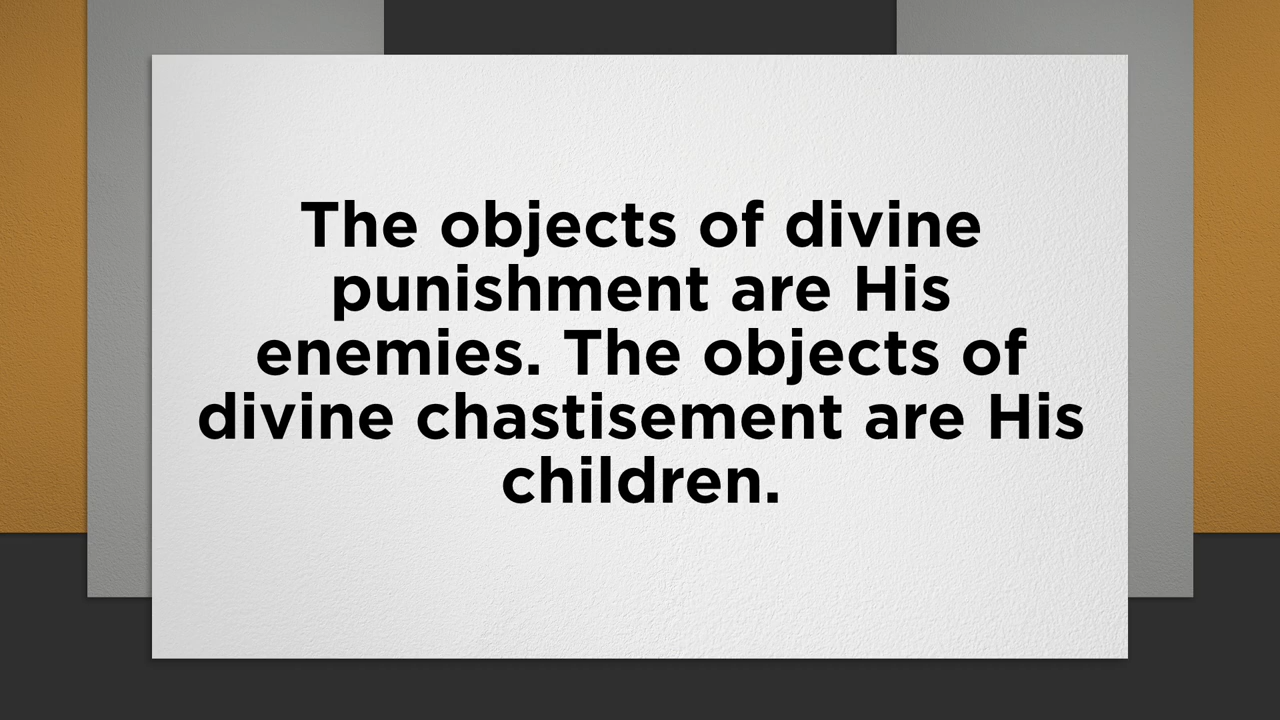 The objects of divine
punishment are His
enemies. The objects of
divine chastisement are His
children.